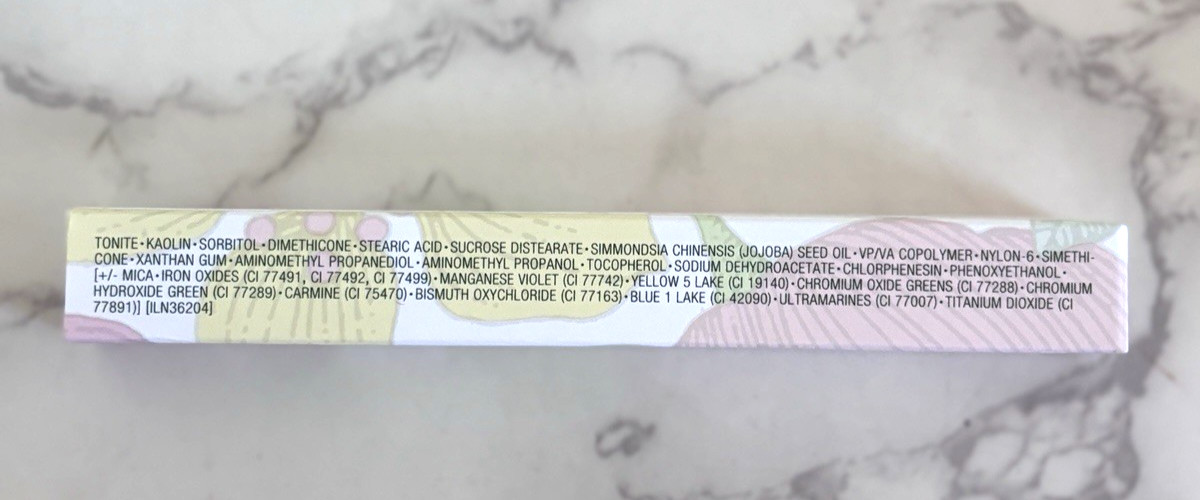 TONITE•KAOLIN•SORBITOL•DIMETHICONE•STEARIC ACID•SUCROSE DISTEARATE•SIMMONDSIA CHINENSIS (JOJOBA) SEED OIL•VP/VA COPOLYMER•NYLON-6•SIMETHI-
CONE•XANTHAN GUM•AMINOMETHYL PROPANEDIOL•AMINOMETHYL PROPANOL•TOCOPHEROL•SODIUM DEHYDROACETATE•CHLORPHENESIN•PHENOXYETHANOL•
[+/- MICA•IRON OXIDES (CI 77491, CI 77492, CI 77499)•MANGANESE VIOLET (CI 77742)•YELLOW 5 LAKE (CI 19140)•CHROMIUM OXIDE GREENS (CI 77288)•CHROMIUM
HYDROXIDE GREEN (CI 77289)•CARMINE (CI 75470)•BISMUTH OXYCHLORIDE (CI 77163)•BLUE 1 LAKE (CI 42090)•ULTRAMARINES (CI 77007)•TITANIUM DIOXIDE (CI
77891)] [ILN36204]